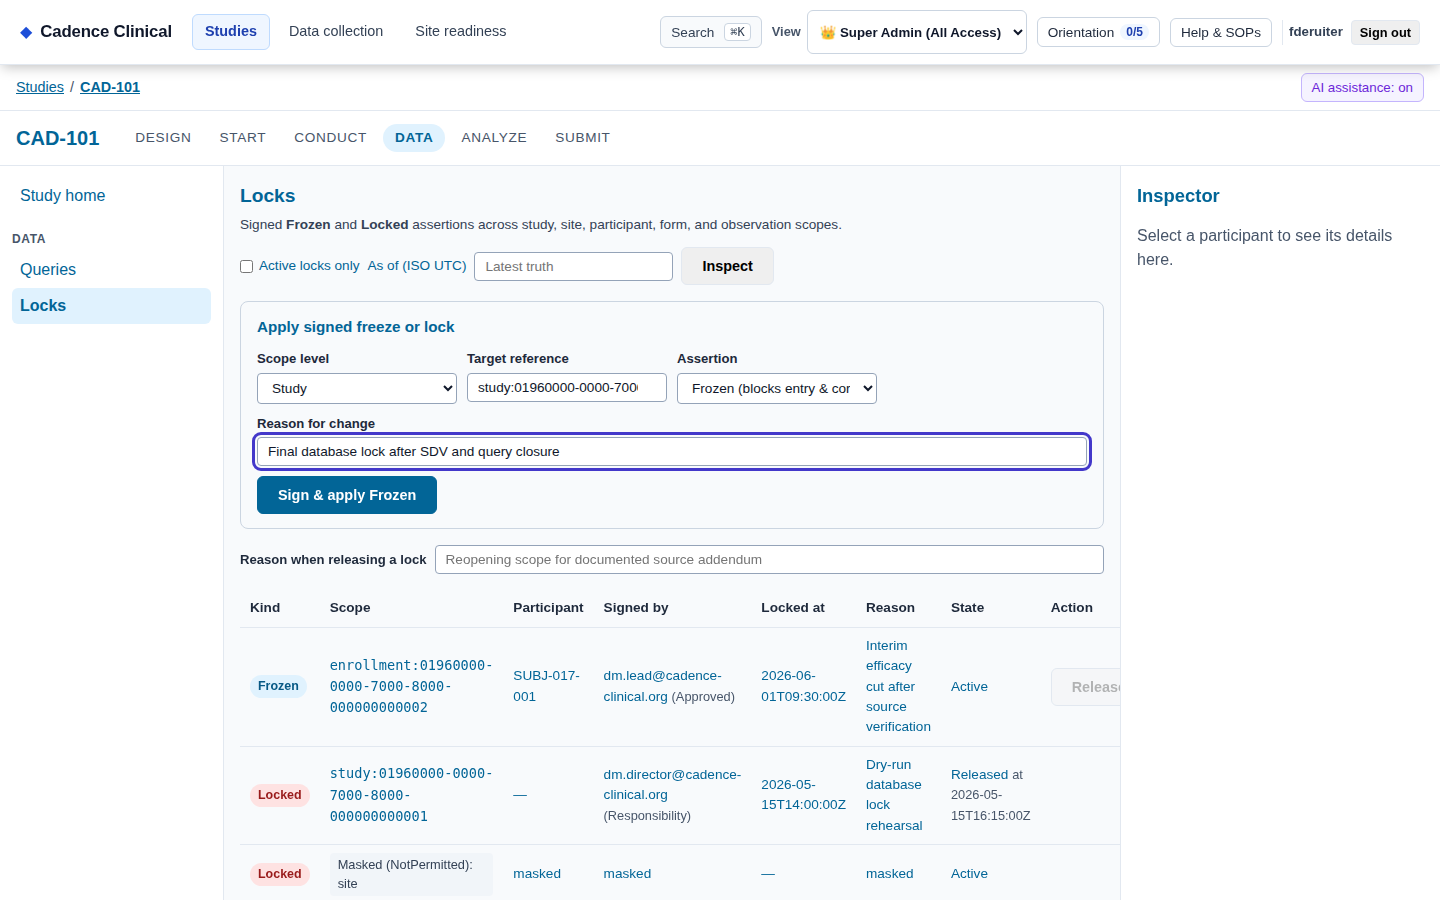 ◆ Cadence Clinical
Studies
Data collection
Site readiness
Search ⌘K
View
👑 Super Admin (All Access)
Orientation 0/5
Help & SOPs
fderuiter
Sign out
Studies / CAD-101
AI assistance: on
CAD-101
DESIGN
START
CONDUCT
DATA
ANALYZE
SUBMIT
Study home
DATA
Queries
Locks
Locks
Signed Frozen and Locked assertions across study, site, participant, form, and observation scopes.
Active locks only
As of (ISO UTC)
Latest truth
Inspect
Apply signed freeze or lock
Scope level
Target reference
Assertion
Study
study:01960000-0000-700
Frozen (blocks entry & cor
Reason for change
Final database lock after SDV and query closure
Sign & apply Frozen
Reason when releasing a lock
Reopening scope for documented source addendum
Kind
Scope
Participant
Signed by
Locked at
Reason
State
Action
Frozen
enrollment:01960000-
0000-7000-8000-
000000000002
SUBJ-017-
001
dm.lead@cadence-
clinical.org (Approved)
2026-06-
01T09:30:00Z
Interim
efficacy
cut after
source
verification
Active
Release
Locked
study:01960000-0000-
7000-8000-
000000000001
—
dm.director@cadence-
clinical.org
(Responsibility)
2026-05-
15T14:00:00Z
Dry-run
database
lock
rehearsal
Released at
2026-05-
15T16:15:00Z
Locked
Masked (NotPermitted):
site
masked
masked
—
masked
Active
Inspector
Select a participant to see its details
here.